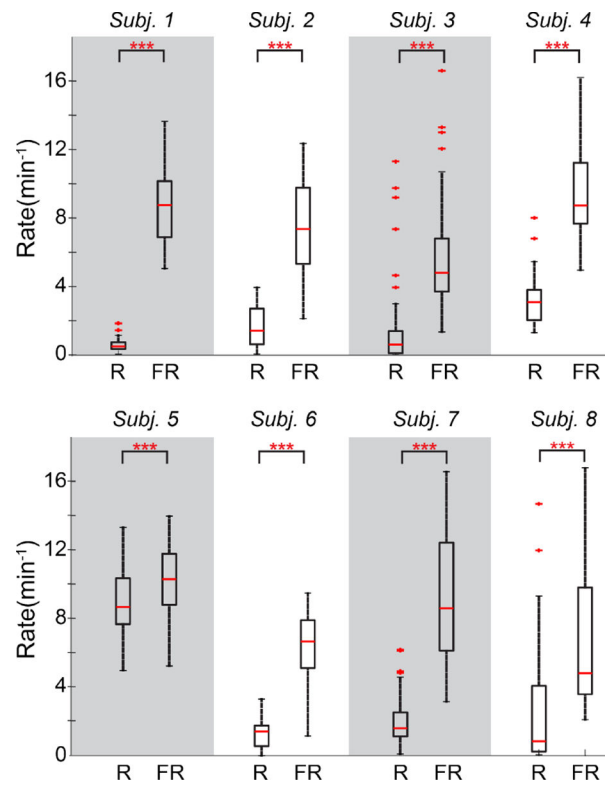 Subj. 1 Subj. 2 Subj. 3 Subj. 4
*** *** *** ***
16
12
8
4
0
Rate(min-1)
R FR R FR R FR R FR
Subj. 5 Subj. 6 Subj. 7 Subj. 8
*** *** *** ***
16
12
8
4
0
Rate(min-1)
R FR R FR R FR R FR